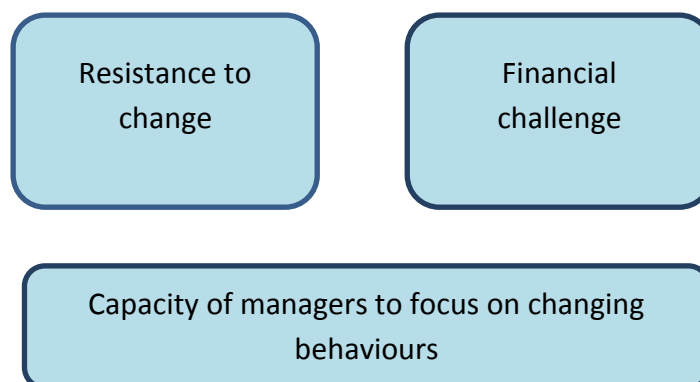 Resistance to
change
Financial
challenge
Capacity of managers to focus on changing
behaviours